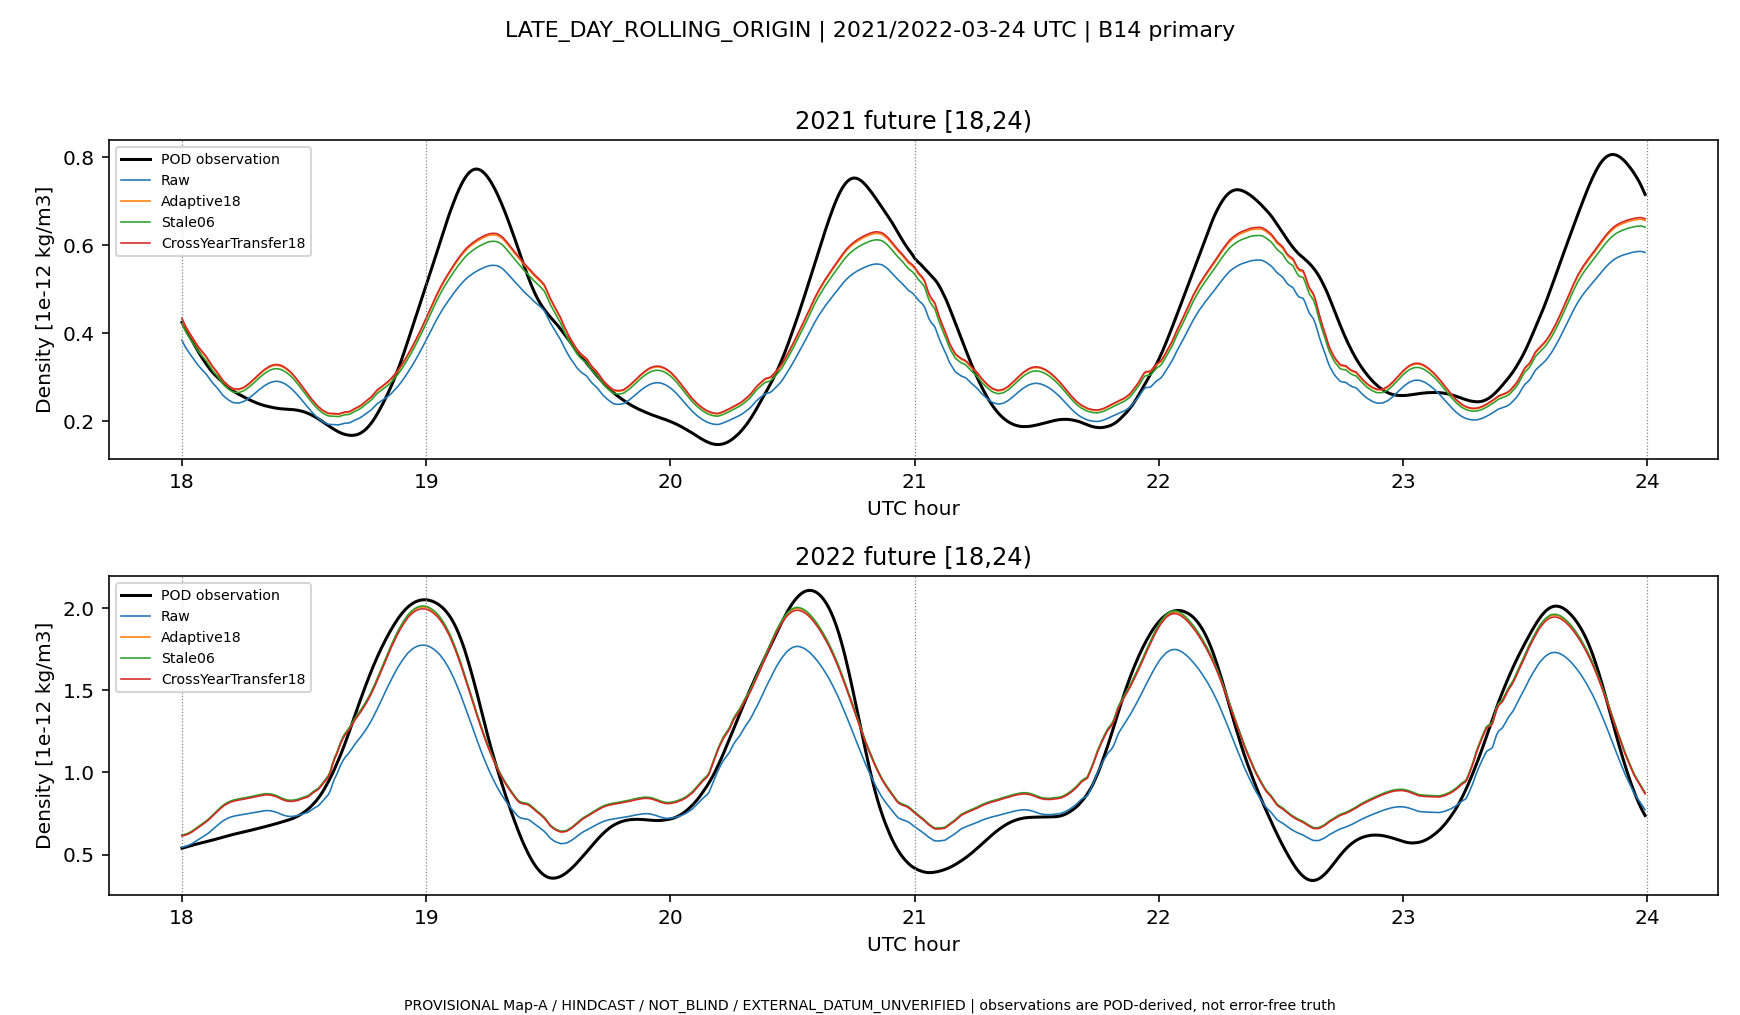 LATE_DAY_ROLLING_ORIGIN | 2021/2022-03-24 UTC | B14 primary
2021 future [18,24)
Density [1e-12 kg/m3]
0.8
0.6
0.4
0.2
POD observation
Raw
Adaptive18
Stale06
CrossYearTransfer18
18 19 20 21 22 23 24
UTC hour
2022 future [18,24)
Density [1e-12 kg/m3]
2.0
1.5
1.0
0.5
POD observation
Raw
Adaptive18
Stale06
CrossYearTransfer18
18 19 20 21 22 23 24
UTC hour
PROVISIONAL Map-A / HINDCAST / NOT_BLIND / EXTERNAL_DATUM_UNVERIFIED | observations are POD-derived, not error-free truth